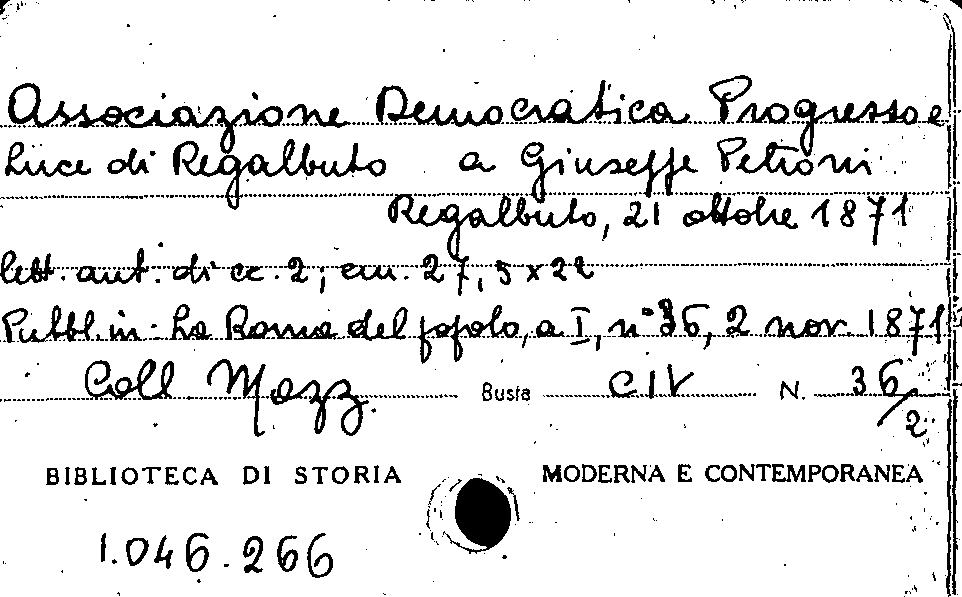 Associazione Democratica Progresso e
Luce di Regalbuto a Giuseppe Petroni
Regalbuto, 21 ottobre 1871
lett. aut. di cc. 2; cm. 27,5 x 22
Pubbl. in: La Roma del popolo, a I, n° 36, 2 nov. 1871
Coll Mazz. Busta CIV N. 36/2
BIBLIOTECA DI STORIA MODERNA E CONTEMPORANEA
1.046.266